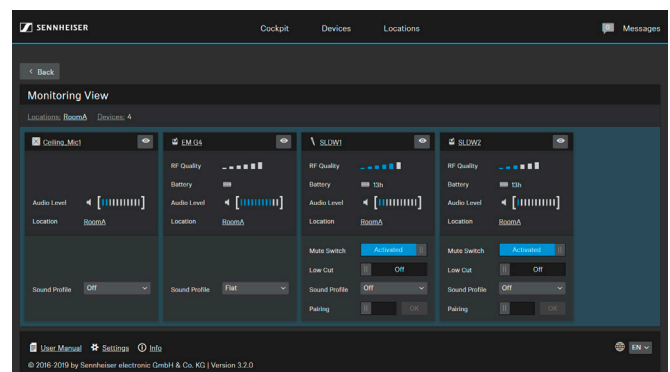 SENNHEISER Cockpit Devices Locations Messages
< Back
Monitoring View
Locations: RoomA Devices: 4
Ceiling_Mic1 EM G4 SLDW1 SLDW2
RF Quality RF Quality RF Quality
Battery Battery 13h Battery 13h
Audio Level Audio Level Audio Level Audio Level
Location RoomA Location RoomA Location RoomA Location RoomA
Mute Switch Activated Mute Switch Activated
Low Cut Off Low Cut Off
Sound Profile Off Sound Profile Flat Sound Profile Off Sound Profile Off
Pairing OK Pairing OK
User Manual Settings Info EN
© 2016-2019 by Sennheiser electronic GmbH & Co. KG | Version 3.2.0